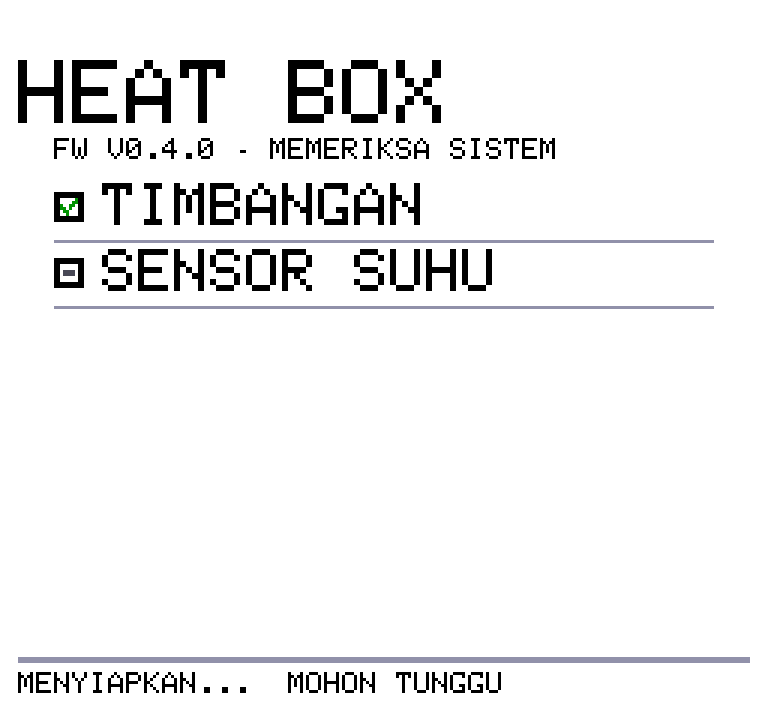 HEAT BOX
FW V0.4.0 - MEMERIKSA SISTEM
TIMBANGAN
SENSOR SUHU
MENYIAPKAN... MOHON TUNGGU